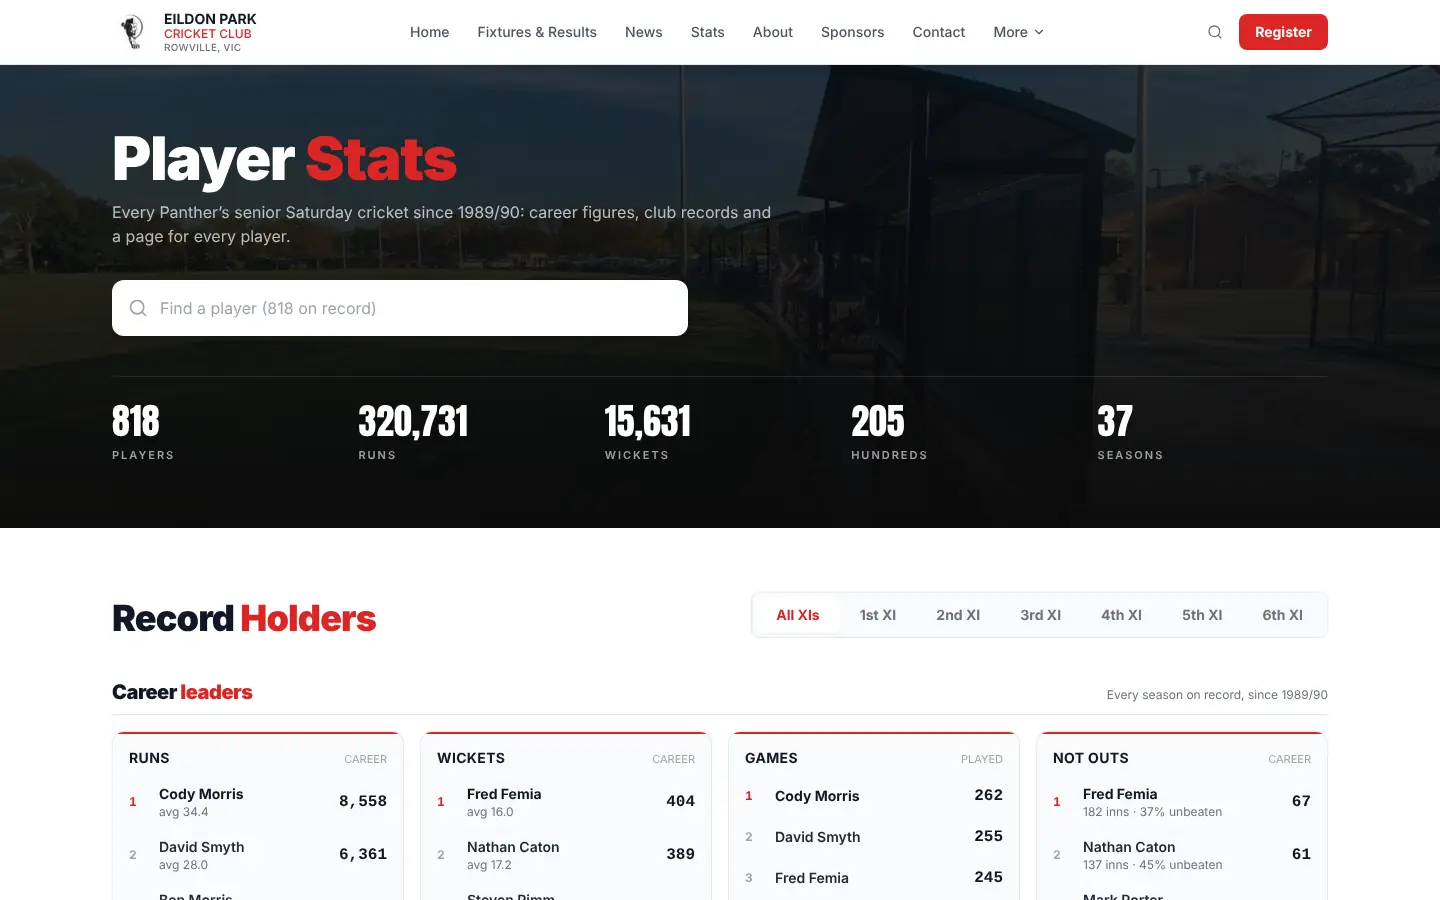 EILDON PARK
CRICKET CLUB
ROWVILLE, VIC
Home
Fixtures & Results
News
Stats
About
Sponsors
Contact
More
Register
Player Stats
Every Panther’s senior Saturday cricket since 1989/90: career figures, club records and
a page for every player.
Find a player (818 on record)
818
PLAYERS
320,731
RUNS
15,631
WICKETS
205
HUNDREDS
37
SEASONS
Record Holders
All XIs
1st XI
2nd XI
3rd XI
4th XI
5th XI
6th XI
Career leaders
Every season on record, since 1989/90
RUNS
CAREER
1
Cody Morris
avg 34.4
8,558
2
David Smyth
avg 28.0
6,361
Ben Morris
WICKETS
CAREER
1
Fred Femia
avg 16.0
404
2
Nathan Caton
avg 17.2
389
Steven Pimm
GAMES
PLAYED
1
Cody Morris
262
2
David Smyth
255
3
Fred Femia
245
NOT OUTS
CAREER
1
Fred Femia
182 inns · 37% unbeaten
67
2
Nathan Caton
137 inns · 45% unbeaten
61
Mark Porter